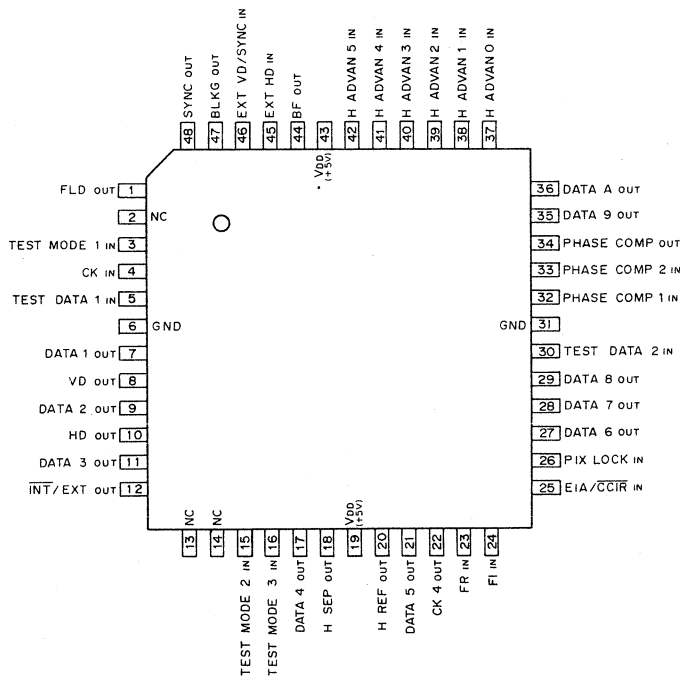 48 SYNC OUT
47 BLKG OUT
46 EXT VD/SYNC IN
45 EXT HD IN
44 BF OUT
43 VDD (+5V)
42 H ADVAN 5 IN
41 H ADVAN 4 IN
40 H ADVAN 3 IN
39 H ADVAN 2 IN
38 H ADVAN 1 IN
37 H ADVAN 0 IN
FLD OUT 1
2 NC
TEST MODE 1 IN 3
CK IN 4
TEST DATA 1 IN 5
6 GND
DATA 1 OUT 7
VD OUT 8
DATA 2 OUT 9
HD OUT 10
DATA 3 OUT 11
INT/EXT OUT 12
36 DATA A OUT
35 DATA 9 OUT
34 PHASE COMP OUT
33 PHASE COMP 2 IN
32 PHASE COMP 1 IN
GND 31
30 TEST DATA 2 IN
29 DATA 8 OUT
28 DATA 7 OUT
27 DATA 6 OUT
26 PIX LOCK IN
25 EIA/CCIR IN
13 NC
14 NC
TEST MODE 2 IN 15
TEST MODE 3 IN 16
DATA 4 OUT 17
H SEP OUT 18
19 VDD (+5V)
H REF OUT 20
DATA 5 OUT 21
CK 4 OUT 22
FR IN 23
FI IN 24